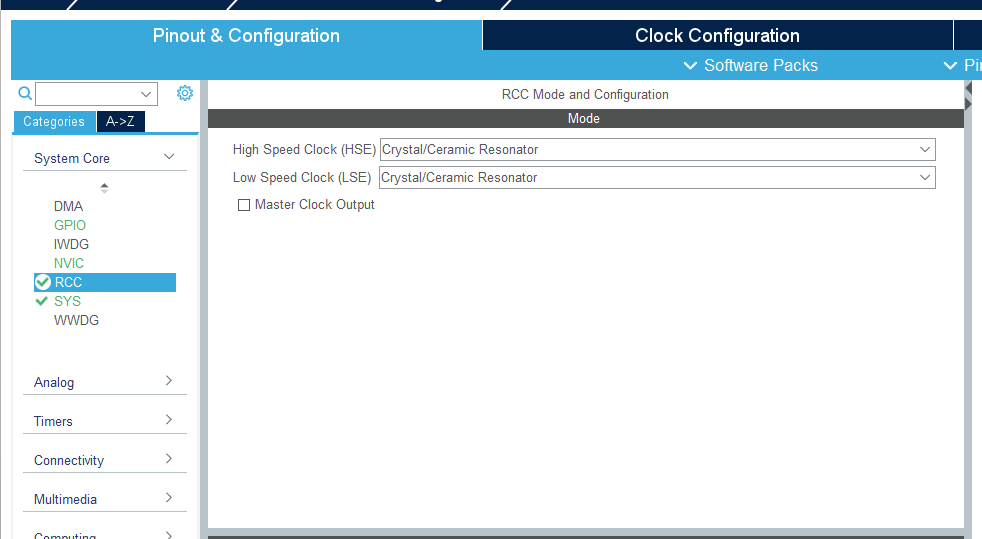 Pinout & Configuration
Clock Configuration
Software Packs
Pi
RCC Mode and Configuration
Categories
A->Z
Mode
System Core
High Speed Clock (HSE) Crystal/Ceramic Resonator
Low Speed Clock (LSE) Crystal/Ceramic Resonator
Master Clock Output
DMA
GPIO
IWDG
NVIC
RCC
SYS
WWDG
Analog
Timers
Connectivity
Multimedia
Computing